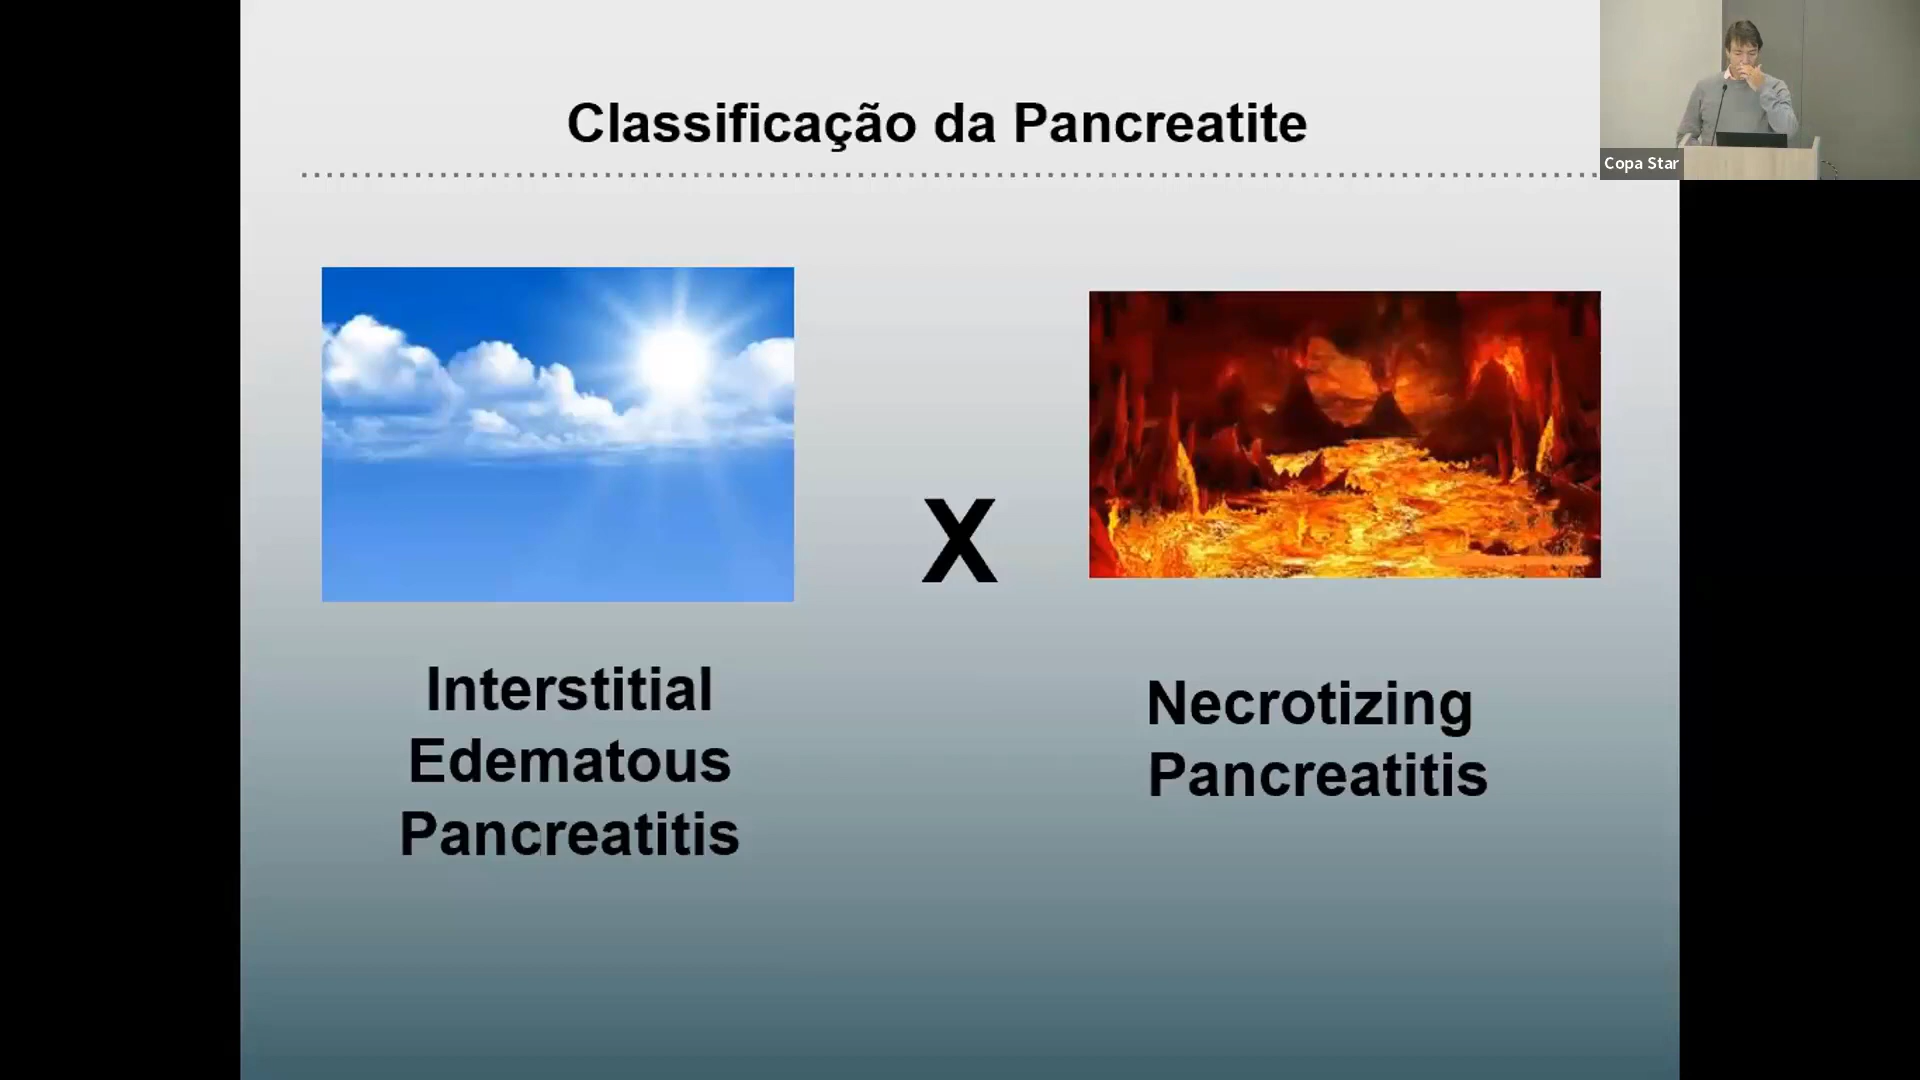 Classificação da Pancreatite
Copa Star
X
Interstitial
Edematous
Pancreatitis
Necrotizing
Pancreatitis